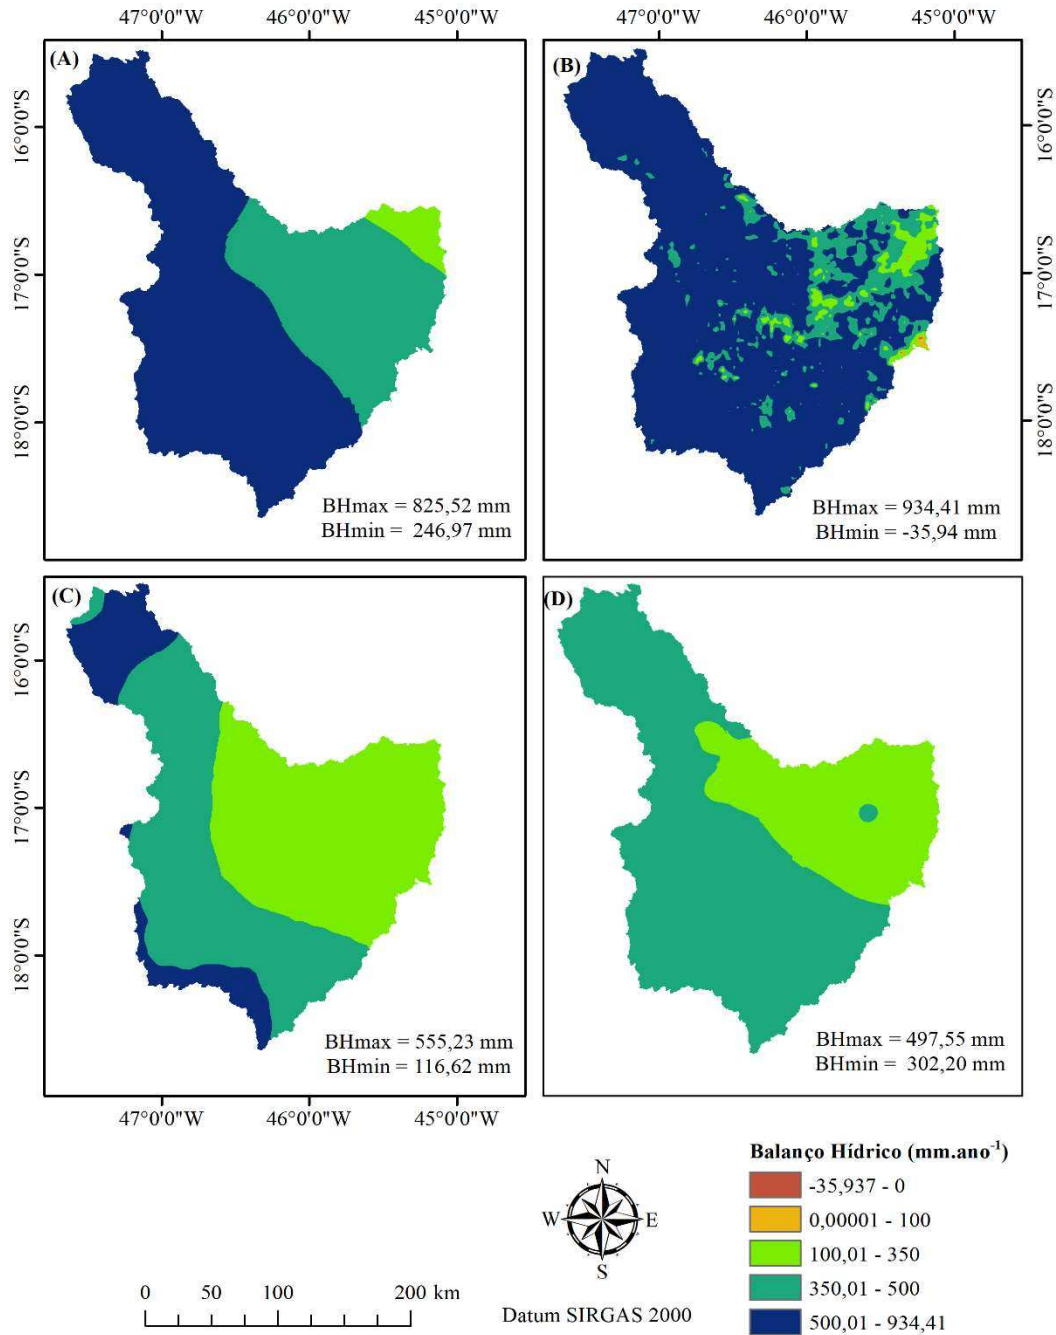 47°0'0"W 46°0'0"W 45°0'0"W 47°0'0"W 46°0'0"W 45°0'0"W
(A)
(B)
16°0'0"S 16°0'0"S
17°0'0"S 17°0'0"S
18°0'0"S 18°0'0"S
BHmax = 825,52 mm
BHmin = 246,97 mm
BHmax = 934,41 mm
BHmin = -35,94 mm
(C)
(D)
16°0'0"S
17°0'0"S
18°0'0"S
BHmax = 555,23 mm
BHmin = 116,62 mm
BHmax = 497,55 mm
BHmin = 302,20 mm
47°0'0"W 46°0'0"W 45°0'0"W
N
W E
S
0 50 100 200 km
Datum SIRGAS 2000
Balanço Hídrico (mm.ano⁻¹)
-35,937 - 0
0,00001 - 100
100,01 - 350
350,01 - 500
500,01 - 934,41